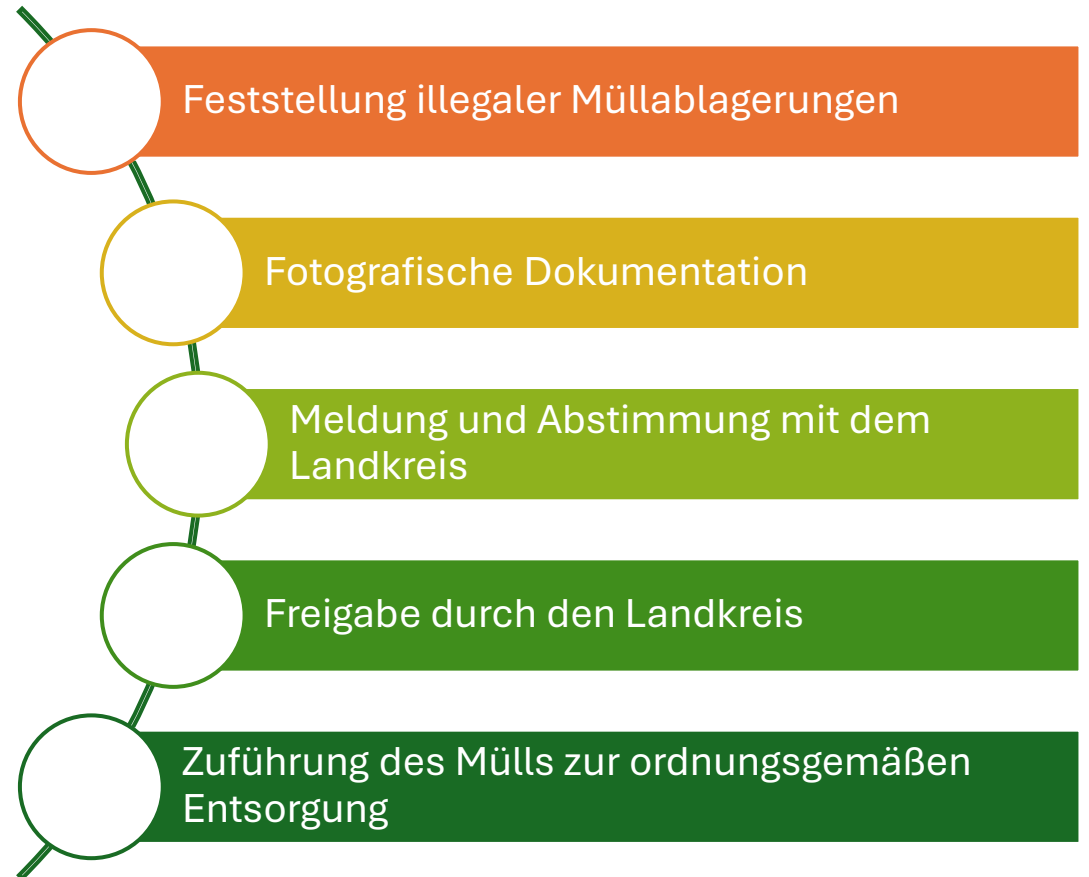 Feststellung illegaler Müllablagerungen
Fotografische Dokumentation
Meldung und Abstimmung mit dem
Landkreis
Freigabe durch den Landkreis
Zuführung des Mülls zur ordnungsgemäßen
Entsorgung